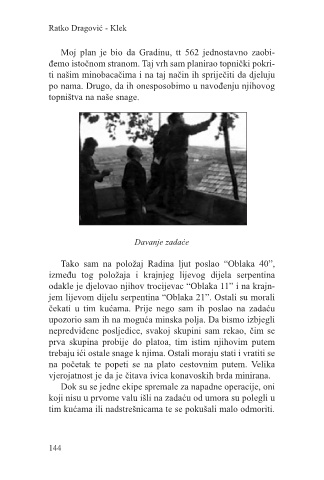 Ratko Dragović - Klek
Moj plan je bio da Gradinu, tt 562 jednostavno zaobi-
đemo istočnom stranom. Taj vrh sam planirao topnički pokri-
ti našim minobacačima i na taj način ih spriječiti da djeluju
po nama. Drugo, da ih onesposobimo u navođenju njihovog
topništva na naše snage.
Davanje zadaće
Tako sam na položaj Radina ljut poslao “Oblaka 40”,
između tog položaja i krajnjeg lijevog dijela serpentina
odakle je djelovao njihov trocijevac “Oblaka 11” i na krajn-
jem lijevom dijelu serpentina “Oblaka 21”. Ostali su morali
čekati u tim kućama. Prije nego sam ih poslao na zadaću
upozorio sam ih na moguća minska polja. Da bismo izbjegli
nepredviđene posljedice, svakoj skupini sam rekao, čim se
prva skupina probije do platoa, tim istim njihovim putem
trebaju ići ostale snage k njima. Ostali moraju stati i vratiti se
na početak te popeti se na plato cestovnim putem. Velika
vjerojatnost je da je čitava ivica konavoskih brda minirana.
Dok su se jedne ekipe spremale za napadne operacije, oni
koji nisu u prvome valu išli na zadaću od umora su polegli u
tim kućama ili nadstrešnicama te se pokušali malo odmoriti.
144